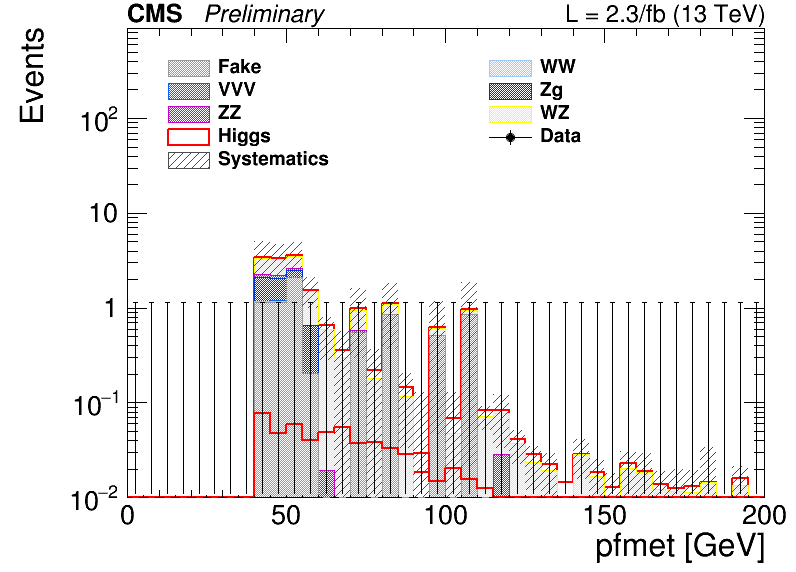 CMS Preliminary L = 2.3/fb (13 TeV)
Events
Fake WW
VVV Zg
ZZ WZ
Higgs Data
Systematics
10²
10
1
10⁻¹
10⁻²
0 50 100 150 200
pfmet [GeV]